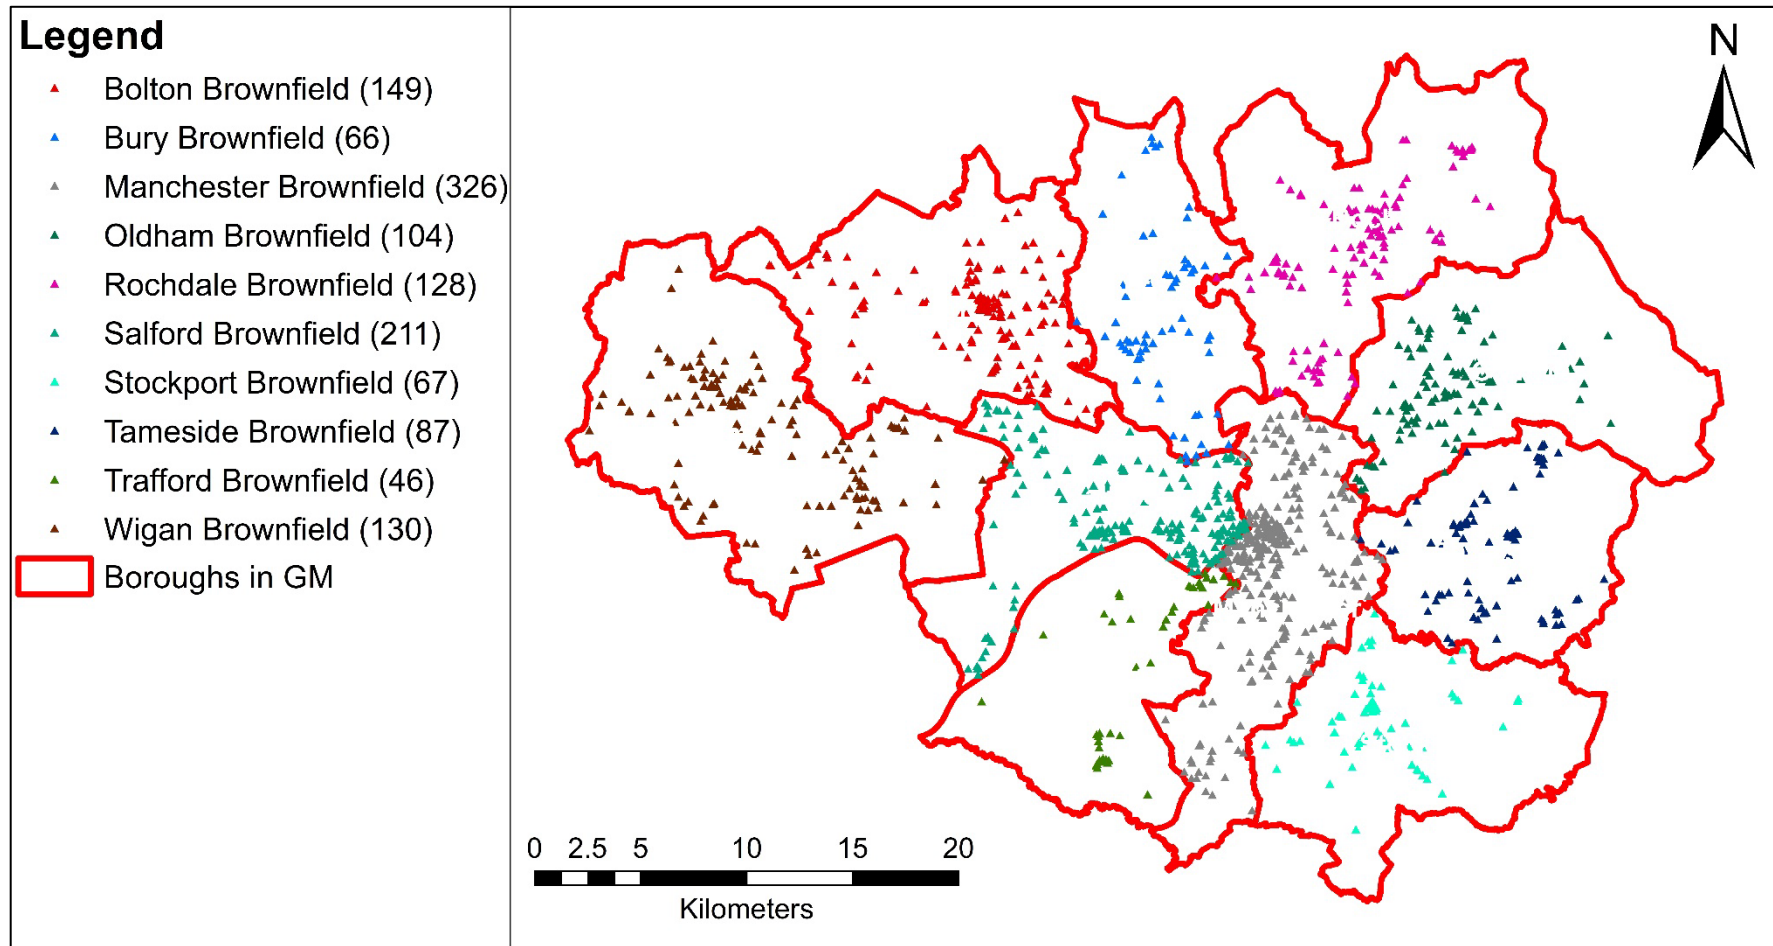 Legend
Bolton Brownfield (149)
Bury Brownfield (66)
Manchester Brownfield (326)
Oldham Brownfield (104)
Rochdale Brownfield (128)
Salford Brownfield (211)
Stockport Brownfield (67)
Tameside Brownfield (87)
Trafford Brownfield (46)
Wigan Brownfield (130)
Boroughs in GM
N
0 2.5 5 10 15 20
Kilometers